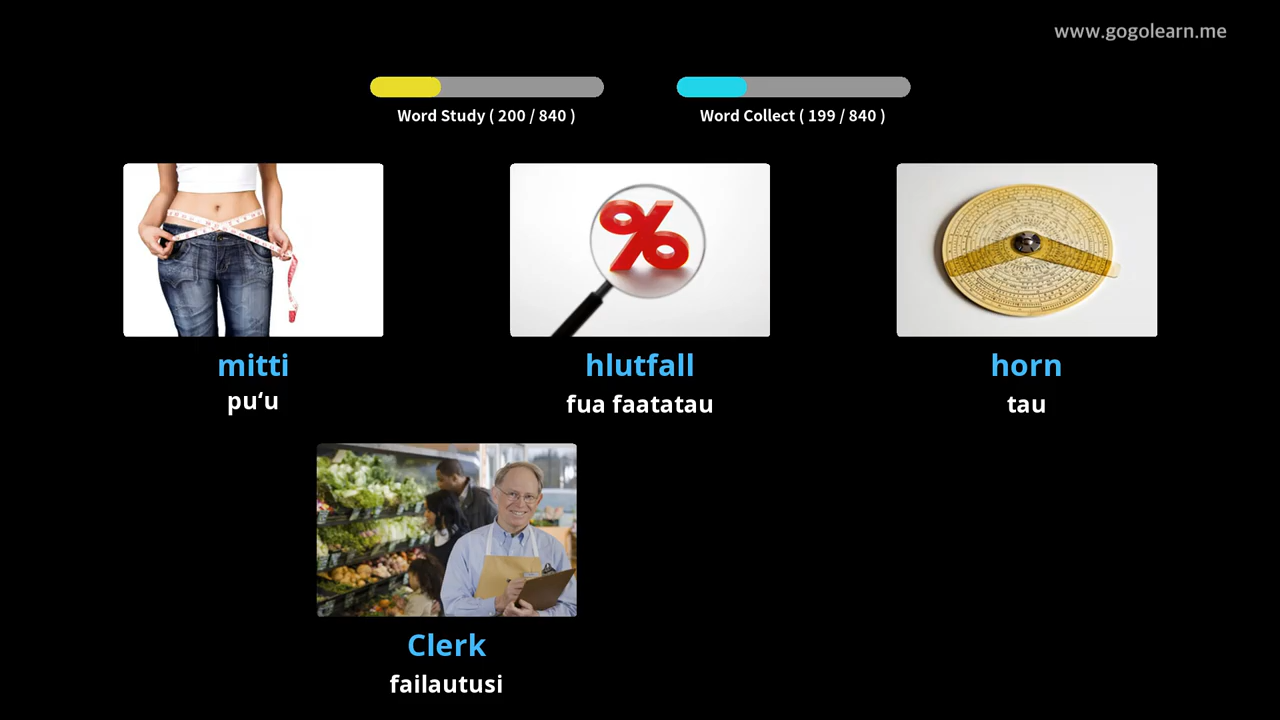 www.gogolearn.me
Word Study ( 200 / 840 )
Word Collect ( 199 / 840 )
mitti
puʻu
hlutfall
fua faatatau
horn
tau
Clerk
failautusi